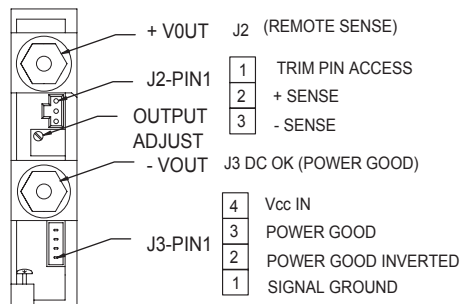 + V0UT
J2-PIN1
OUTPUT
ADJUST
- VOUT
J3-PIN1
J2 (REMOTE SENSE)
1 TRIM PIN ACCESS
2 + SENSE
3 - SENSE
J3 DC OK (POWER GOOD)
4 Vcc IN
3 POWER GOOD
2 POWER GOOD INVERTED
1 SIGNAL GROUND